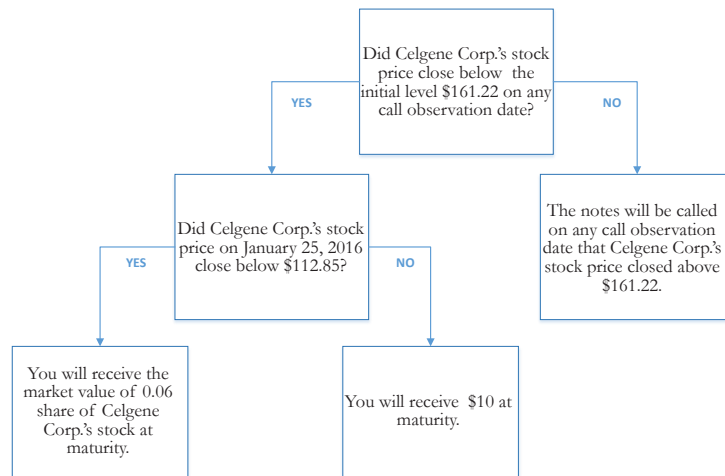 Did Celgene Corp.'s stock
price close below the
initial level $161.22 on any
call observation date?
YES
NO
Did Celgene Corp.'s stock
price on January 25, 2016
close below $112.85?
The notes will be called
on any call observation
date that Celgene Corp.'s
stock price closed above
$161.22.
YES
NO
You will receive the
market value of 0.06
share of Celgene
Corp.'s stock at
maturity.
You will receive $10 at
maturity.